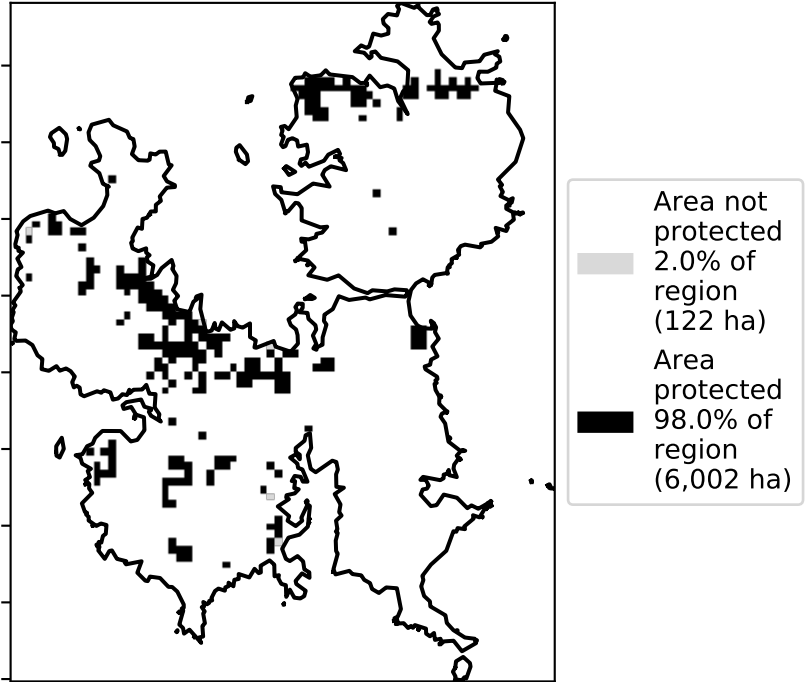 Area not
protected
2.0% of
region
(122 ha)
Area
protected
98.0% of
region
(6,002 ha)